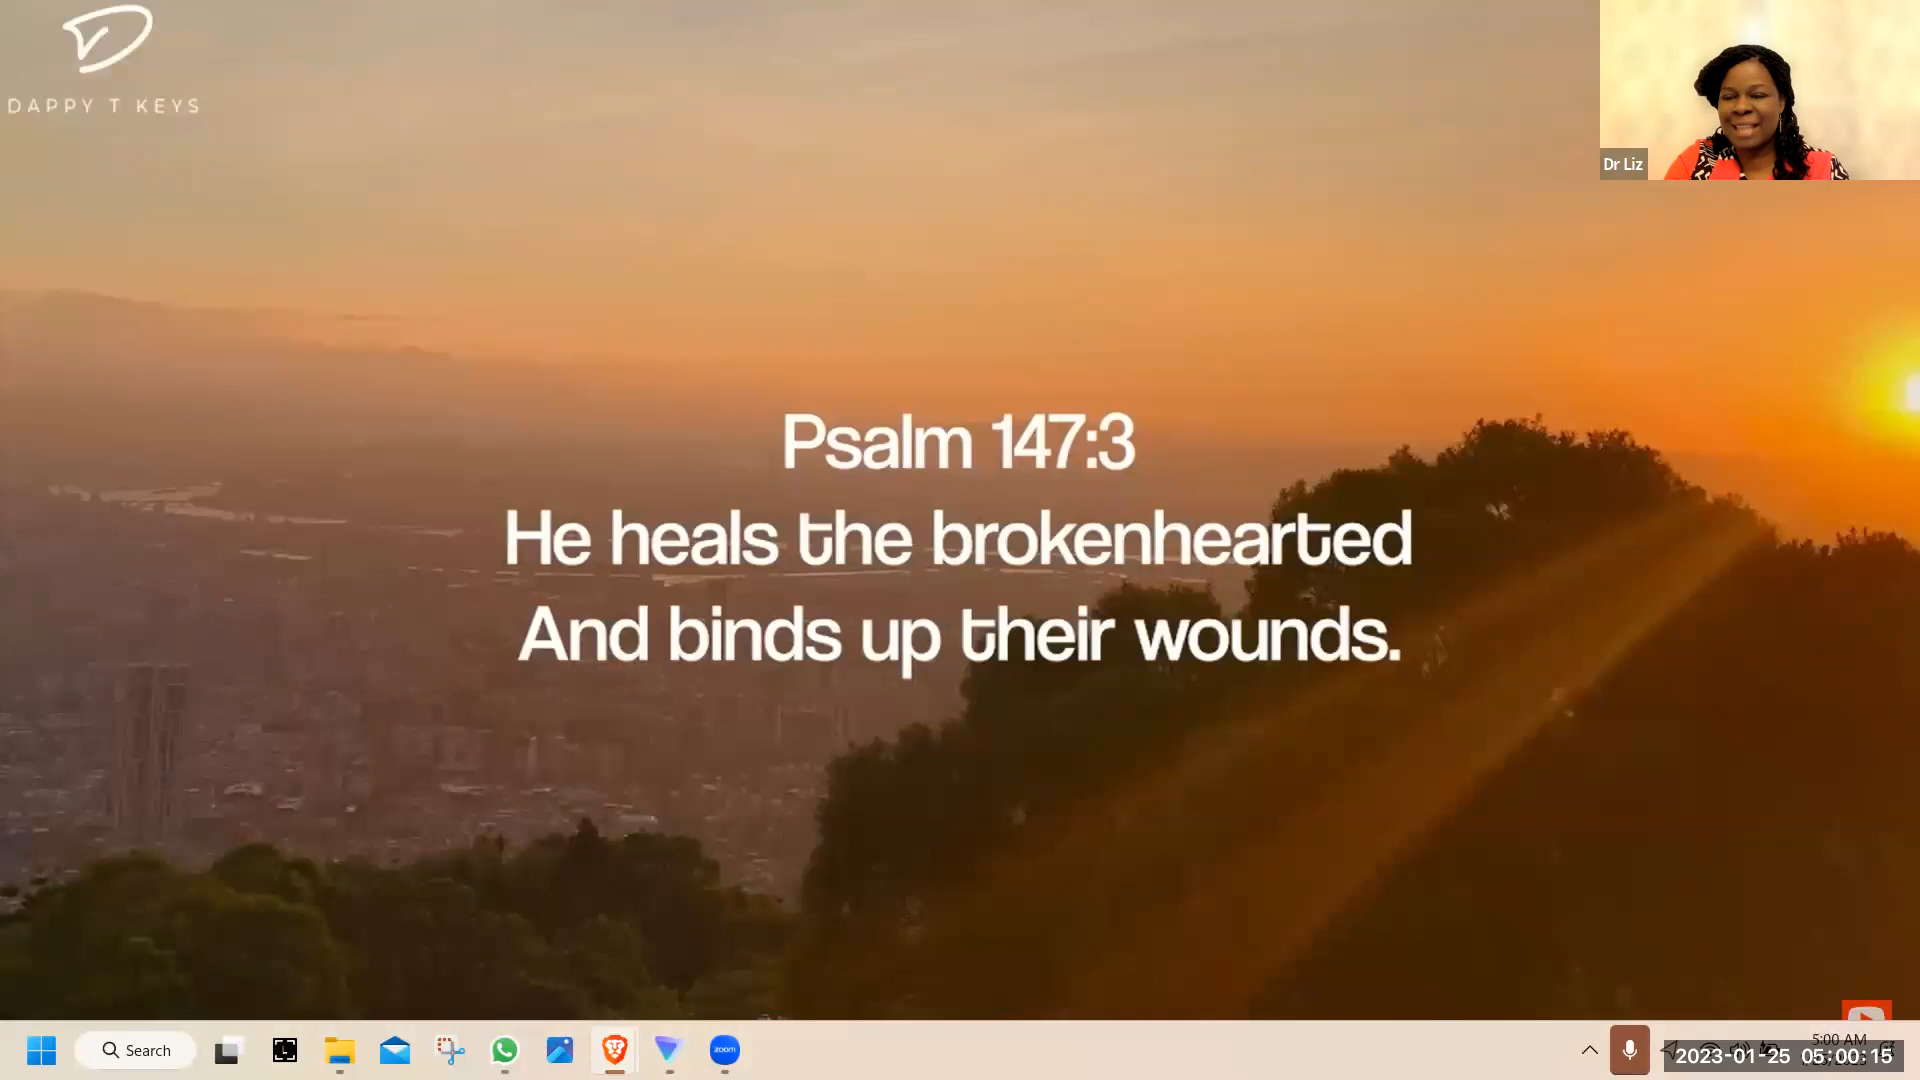 DAPPY T KEYS
Dr Liz
Psalm 147:3
He heals the brokenhearted
And binds up their wounds.
Search
zoom
5:00 AM
2023-01-25 05:00:15